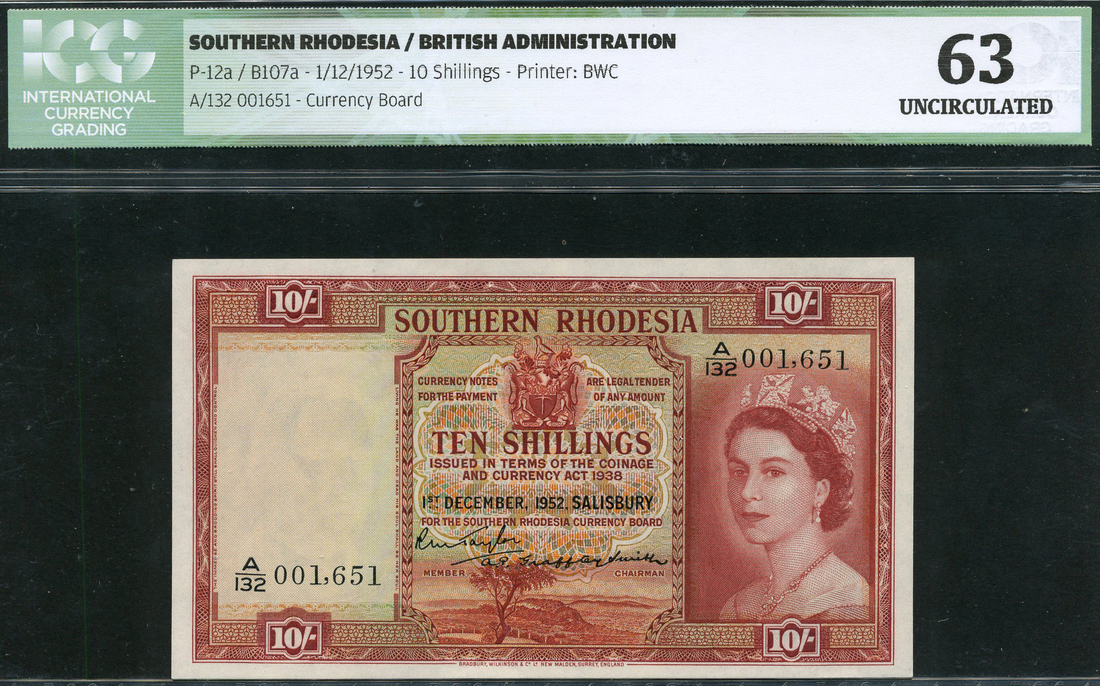 ICG
INTERNATIONAL
CURRENCY
GRADING
SOUTHERN RHODESIA / BRITISH ADMINISTRATION
P-12a / B107a - 1/12/1952 - 10 Shillings - Printer: BWC
A/132 001651 - Currency Board
63
UNCIRCULATED
10/-
10/-
SOUTHERN RHODESIA
A/132 001,651
CURRENCY NOTES ARE LEGAL TENDER
FOR THE PAYMENT OF ANY AMOUNT
TEN SHILLINGS
ISSUED IN TERMS OF THE COINAGE
AND CURRENCY ACT 1938
1ST DECEMBER, 1952. SALISBURY
FOR THE SOUTHERN RHODESIA CURRENCY BOARD
A/132 001,651
MEMBER CHAIRMAN
10/-
10/-
BRADBURY, WILKINSON & Co. Ld. NEW MALDEN, SURREY, ENGLAND